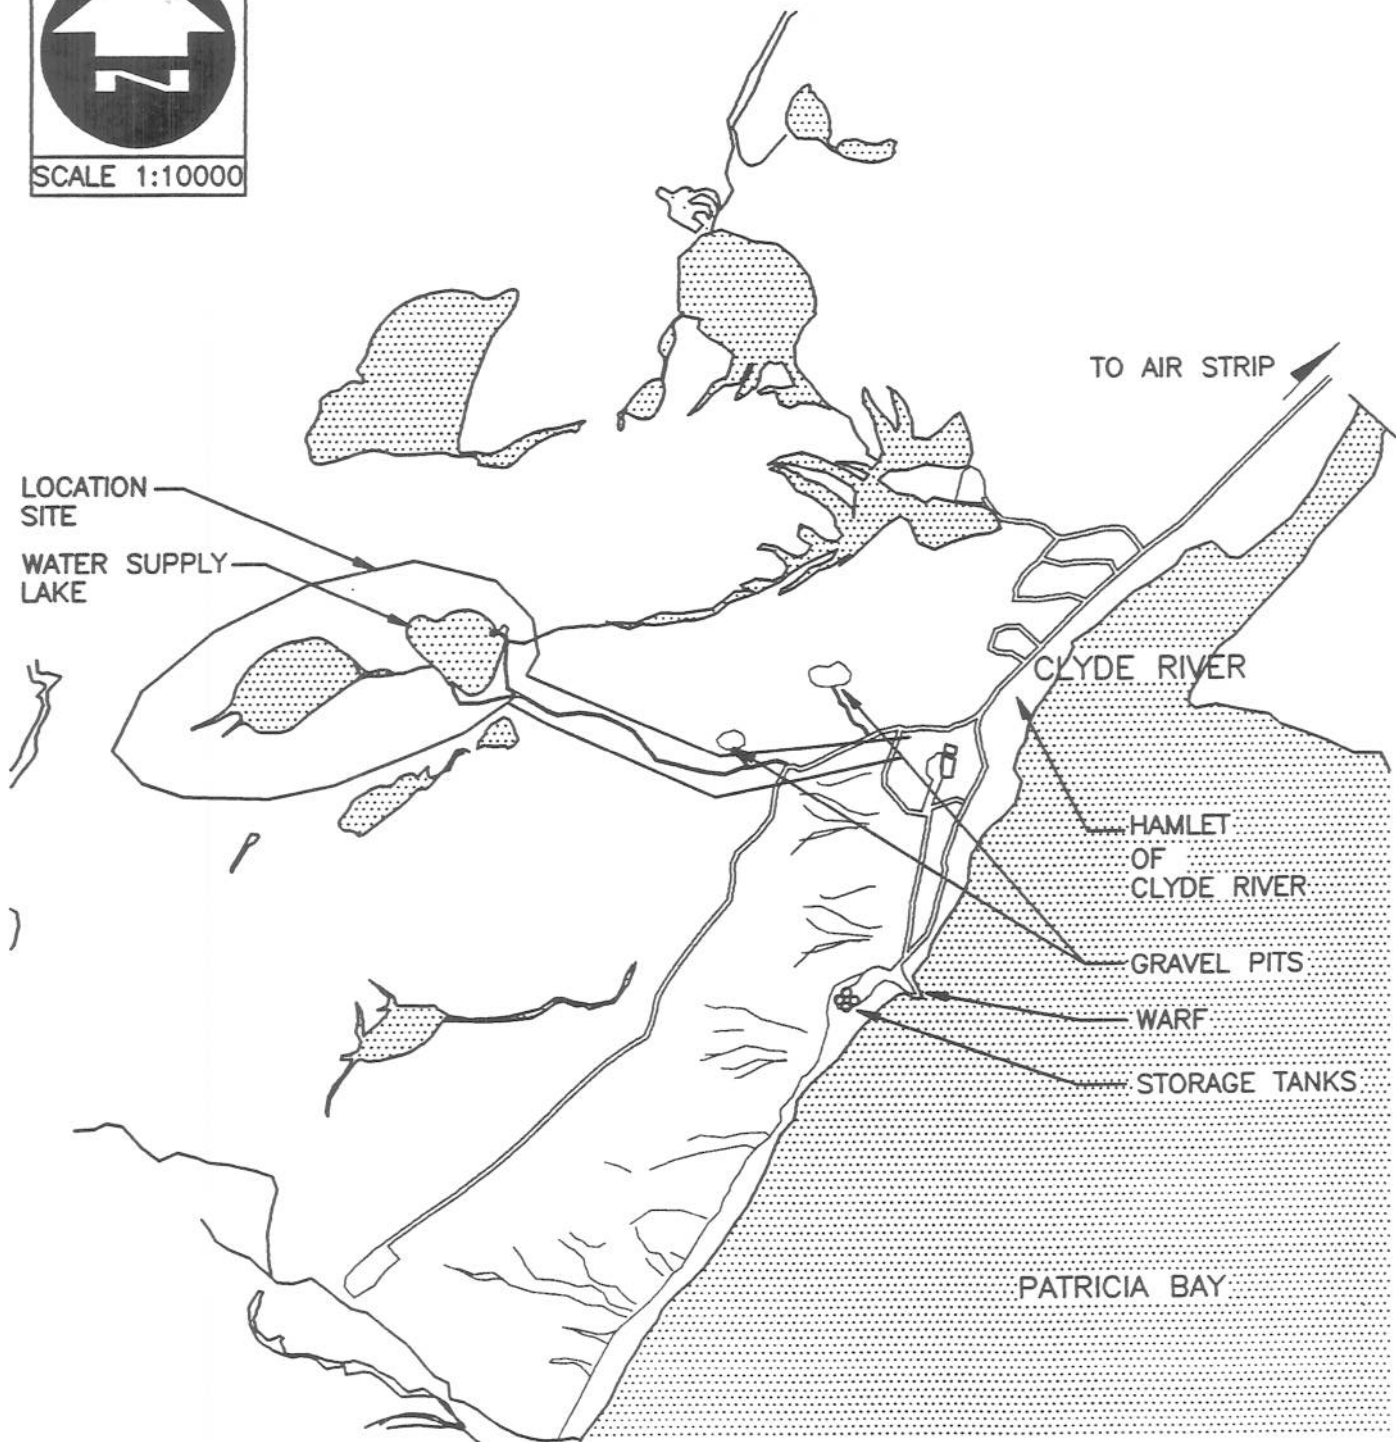 N
SCALE 1:10000
TO AIR STRIP
LOCATION
SITE
WATER SUPPLY
LAKE
CLYDE RIVER
HAMLET
OF
CLYDE RIVER
GRAVEL PITS
WARF
STORAGE TANKS
PATRICIA BAY